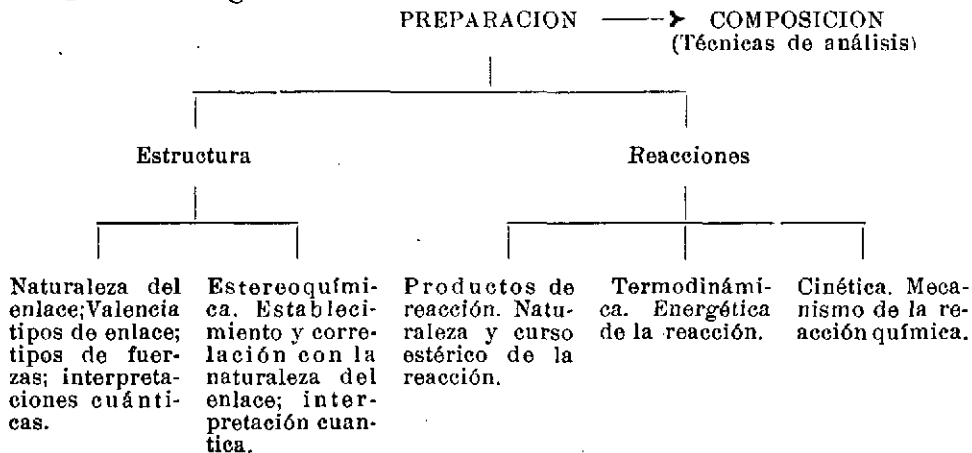 PREPARACION ———-➤ COMPOSICION
(Técnicas de análisis)
Estructura
Reacciones
Naturaleza del
enlace; Valencia
tipos de enlace;
tipos de fuer-
zas; interpreta-
ciones cuánti-
cas.
Estereoquími-
ca. Estableci-
miento y corre-
lación con la
naturaleza del
enlace; inter-
pretación cuan-
tica.
Productos de
reacción. Natu-
raleza y curso
estérico de la
reacción.
Termodinámi-
ca. Energética
de la reacción.
Cinética. Meca-
nismo de la re-
acción química.